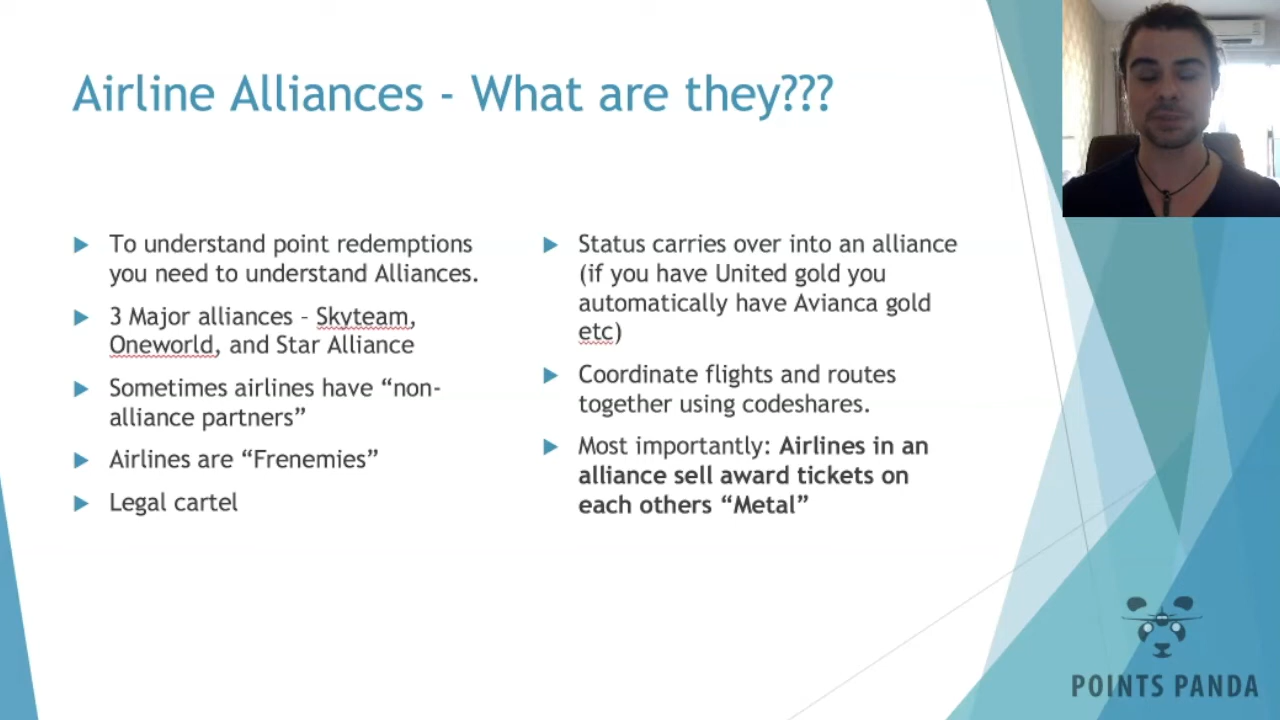 Airline Alliances - What are they???
To understand point redemptions
you need to understand Alliances.
3 Major alliances – Skyteam,
Oneworld, and Star Alliance
Sometimes airlines have “non-
alliance partners”
Airlines are “Frenemies”
Legal cartel
Status carries over into an alliance
(if you have United gold you
automatically have Avianca gold
etc)
Coordinate flights and routes
together using codeshares.
Most importantly: Airlines in an
alliance sell award tickets on
each others “Metal”
POINTS PANDA